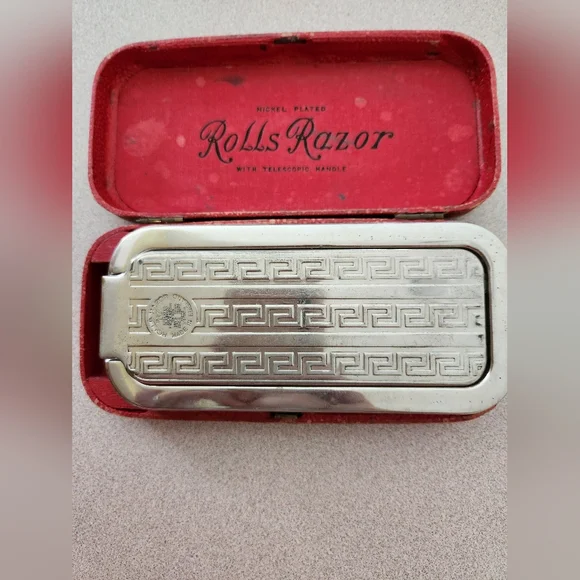 NICKEL PLATED
Rolls Razor
WITH TELESCOPIC HANDLE